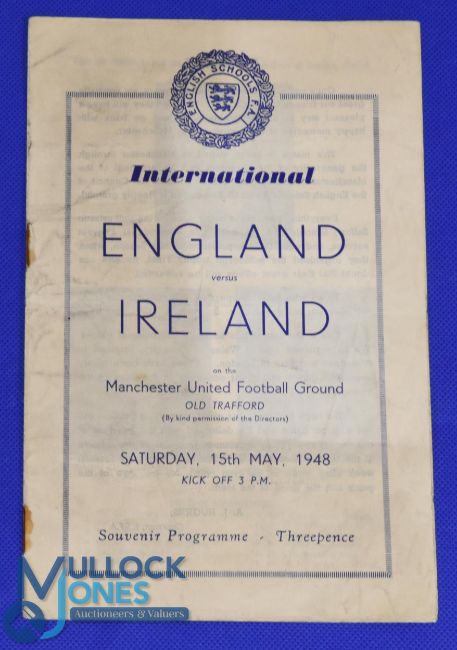 ENGLISH SCHOOLS F.A.
International
ENGLAND
versus
IRELAND
on the
Manchester United Football Ground
OLD TRAFFORD
(By kind permission of the Directors)
SATURDAY, 15th MAY, 1948
KICK OFF 3 P.M.
Souvenir Programme - Threepence
MULLOCK
JONES
Auctioneers & Valuers